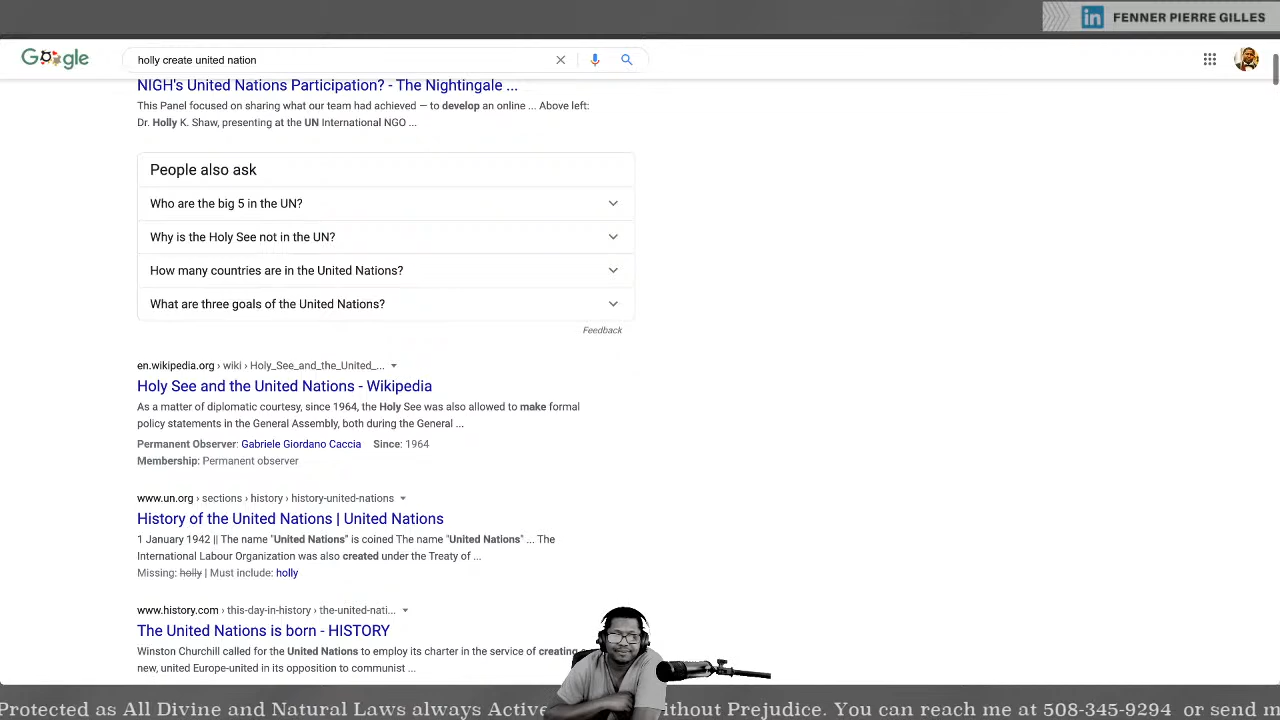 in FENNER PIERRE GILLES
Google
holly create united nation
NIGH's United Nations Participation? - The Nightingale ...
This Panel focused on sharing what our team had achieved — to develop an online ... Above left:
Dr. Holly K. Shaw, presenting at the UN International NGO ...
People also ask
Who are the big 5 in the UN?
Why is the Holy See not in the UN?
How many countries are in the United Nations?
What are three goals of the United Nations?
Feedback
en.wikipedia.org › wiki › Holy_See_and_the_United_...
Holy See and the United Nations - Wikipedia
As a matter of diplomatic courtesy, since 1964, the Holy See was also allowed to make formal
policy statements in the General Assembly, both during the General ...
Permanent Observer: Gabriele Giordano Caccia Since: 1964
Membership: Permanent observer
www.un.org › sections › history › history-united-nations
History of the United Nations | United Nations
1 January 1942 || The name "United Nations" is coined The name "United Nations" ... The
International Labour Organization was also created under the Treaty of ...
Missing: holly | Must include: holly
www.history.com › this-day-in-history › the-united-nati...
The United Nations is born - HISTORY
Winston Churchill called for the United Nations to employ its charter in the service of creating
new, united Europe-united in its opposition to communist ...
Protected as All Divine and Natural Laws always Active ithout Prejudice. You can reach me at 508-345-9294 or send m